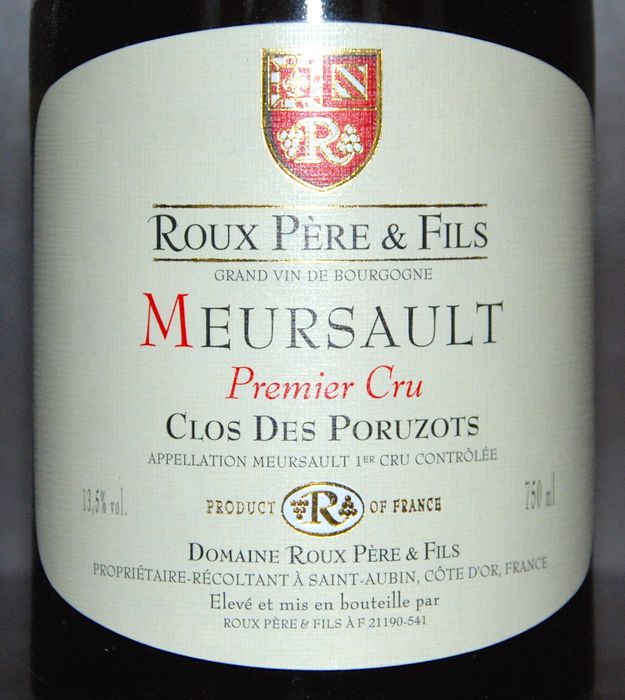 R
ROUX PÈRE & FILS
GRAND VIN DE BOURGOGNE
MEURSAULT
Premier Cru
CLOS DES PORUZOTS
APPELLATION MEURSAULT 1ER CRU CONTRÔLÉE
13,5% vol. PRODUCT R OF FRANCE 750 ml
DOMAINE ROUX PÈRE & FILS
PROPRIÉTAIRE-RÉCOLTANT À SAINT-AUBIN, CÔTE D'OR, FRANCE
Elevé et mis en bouteille par
ROUX PÈRE & FILS À F 21190-541